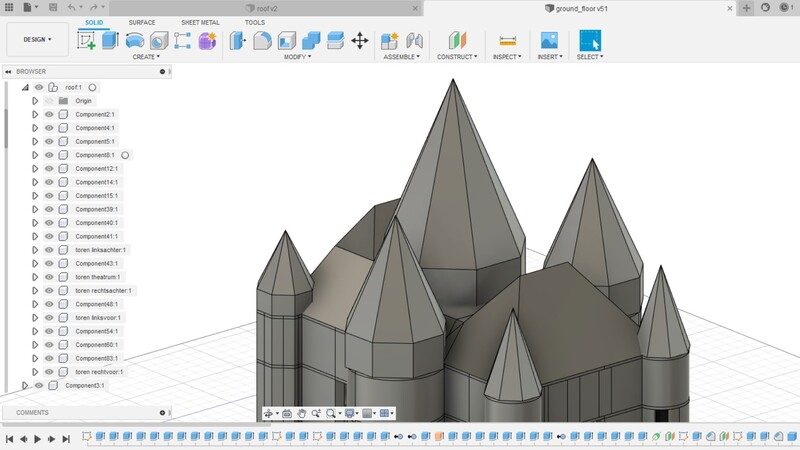 roof v2
ground_floor v51
1
DESIGN
SOLID
SURFACE
SHEET METAL
TOOLS
CREATE
MODIFY
ASSEMBLE
CONSTRUCT
INSPECT
INSERT
SELECT
BROWSER
roof:1
Origin
Component2:1
Component4:1
Component5:1
Component8:1
Component12:1
Component14:1
Component15:1
Component39:1
Component40:1
Component41:1
toren linksachter:1
Component43:1
toren theatrum:1
toren rechtsachter:1
Component48:1
toren linksvoor:1
Component54:1
Component60:1
Component83:1
toren rechtvoor:1
Component3:1
COMMENTS